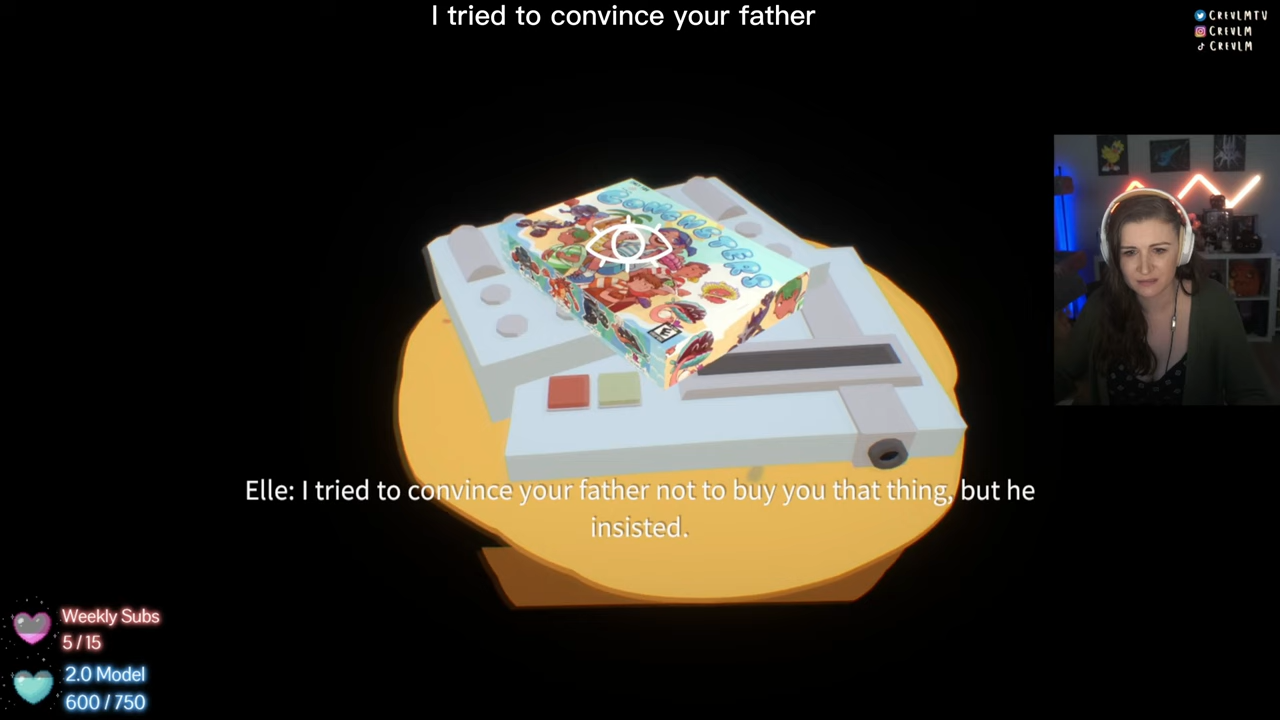 I tried to convince your father
CREVLMTV
CREVLM
CREVLM
COMEWETERS
E
Elle: I tried to convince your father not to buy you that thing, but he
insisted.
Weekly Subs
5 / 15
2.0 Model
600 / 750